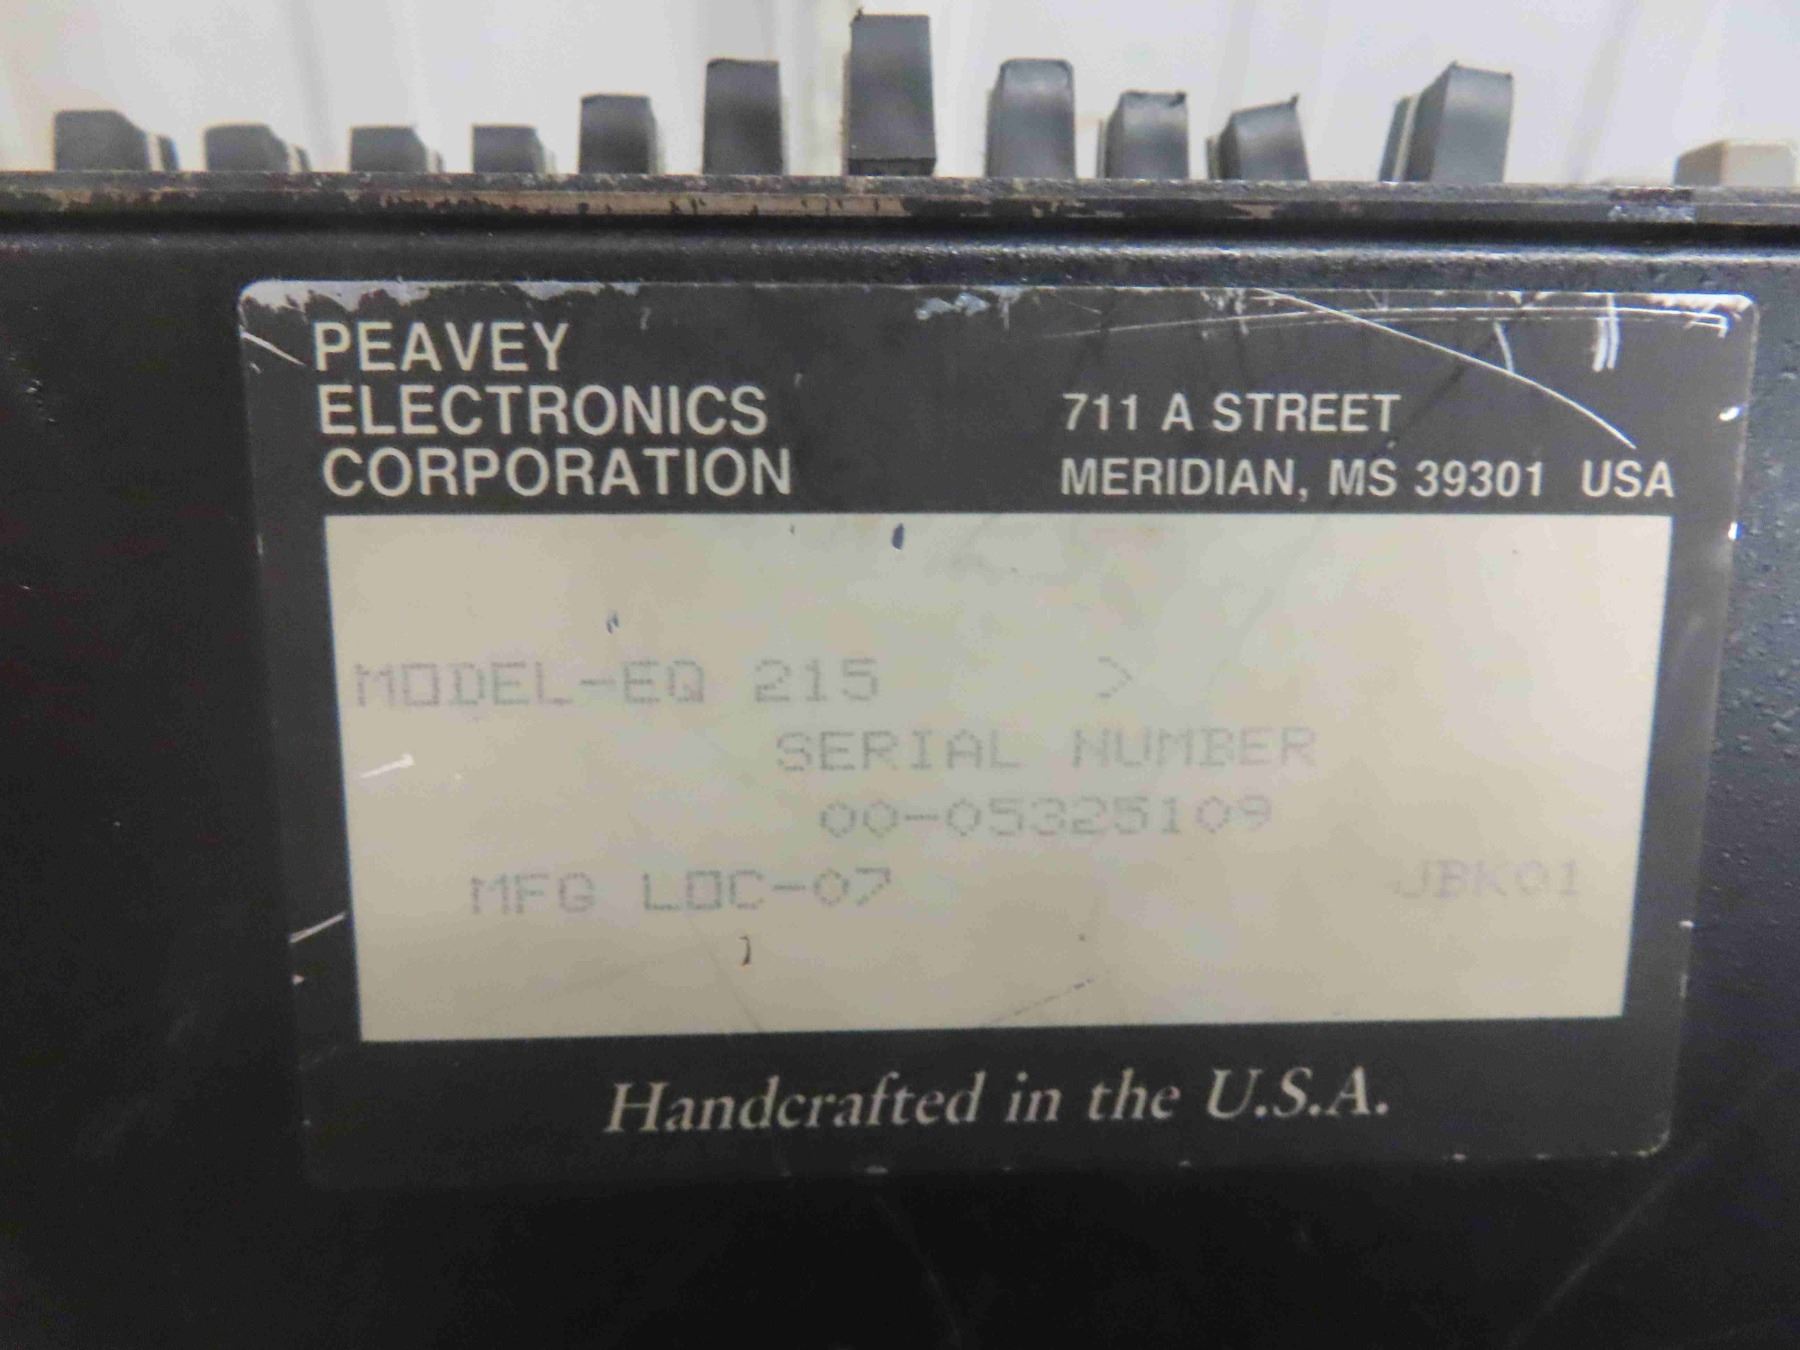 PEAVEY
ELECTRONICS
CORPORATION
711 A STREET
MERIDIAN, MS 39301 USA
MODEL-EQ 215 >
SERIAL NUMBER
00-05325109
MFG LOC-07 JBK01
Handcrafted in the U.S.A.